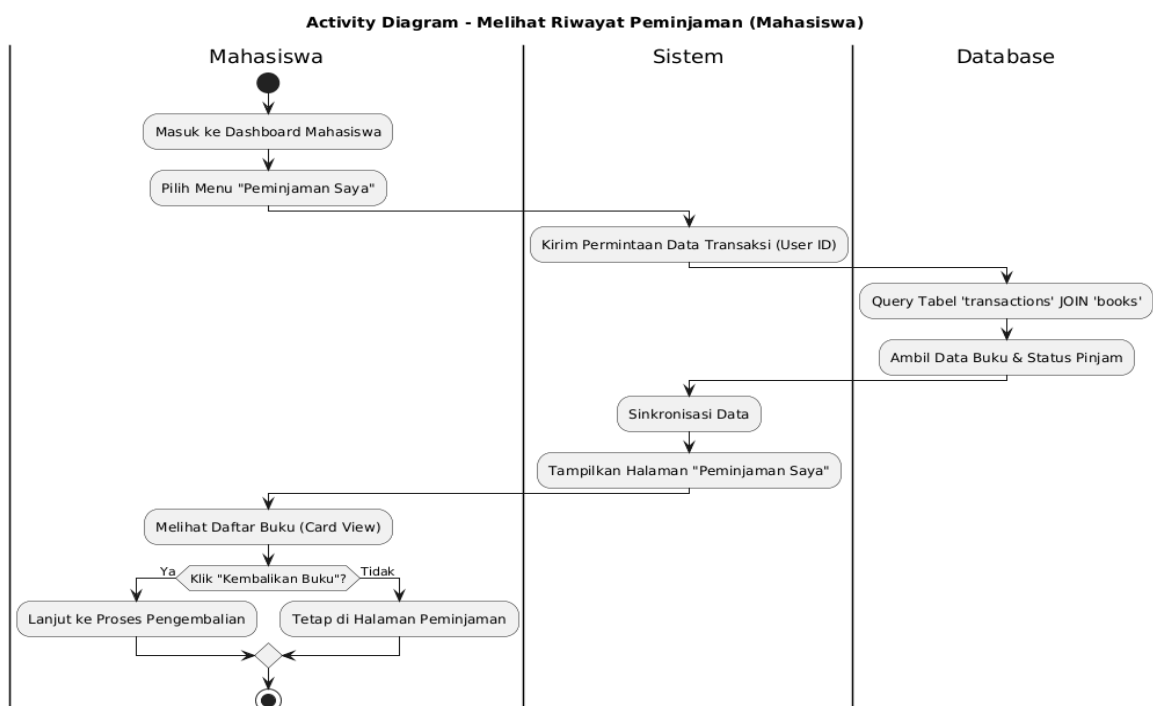 Activity Diagram - Melihat Riwayat Peminjaman (Mahasiswa)
Mahasiswa
Sistem
Database
Masuk ke Dashboard Mahasiswa
Pilih Menu "Peminjaman Saya"
Kirim Permintaan Data Transaksi (User ID)
Query Tabel 'transactions' JOIN 'books'
Ambil Data Buku & Status Pinjam
Sinkronisasi Data
Tampilkan Halaman "Peminjaman Saya"
Melihat Daftar Buku (Card View)
Ya
Klik "Kembalikan Buku"?
Tidak
Lanjut ke Proses Pengembalian
Tetap di Halaman Peminjaman